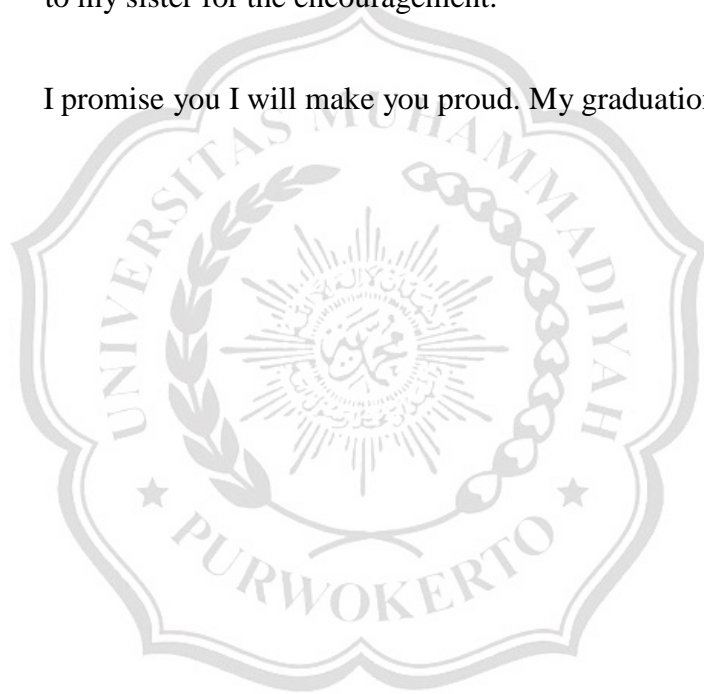 to my sister for the encouragement.
I promise you I will make you proud. My graduation
UNIVERSITAS MUHAMMADIYAH
PURWOKERTO